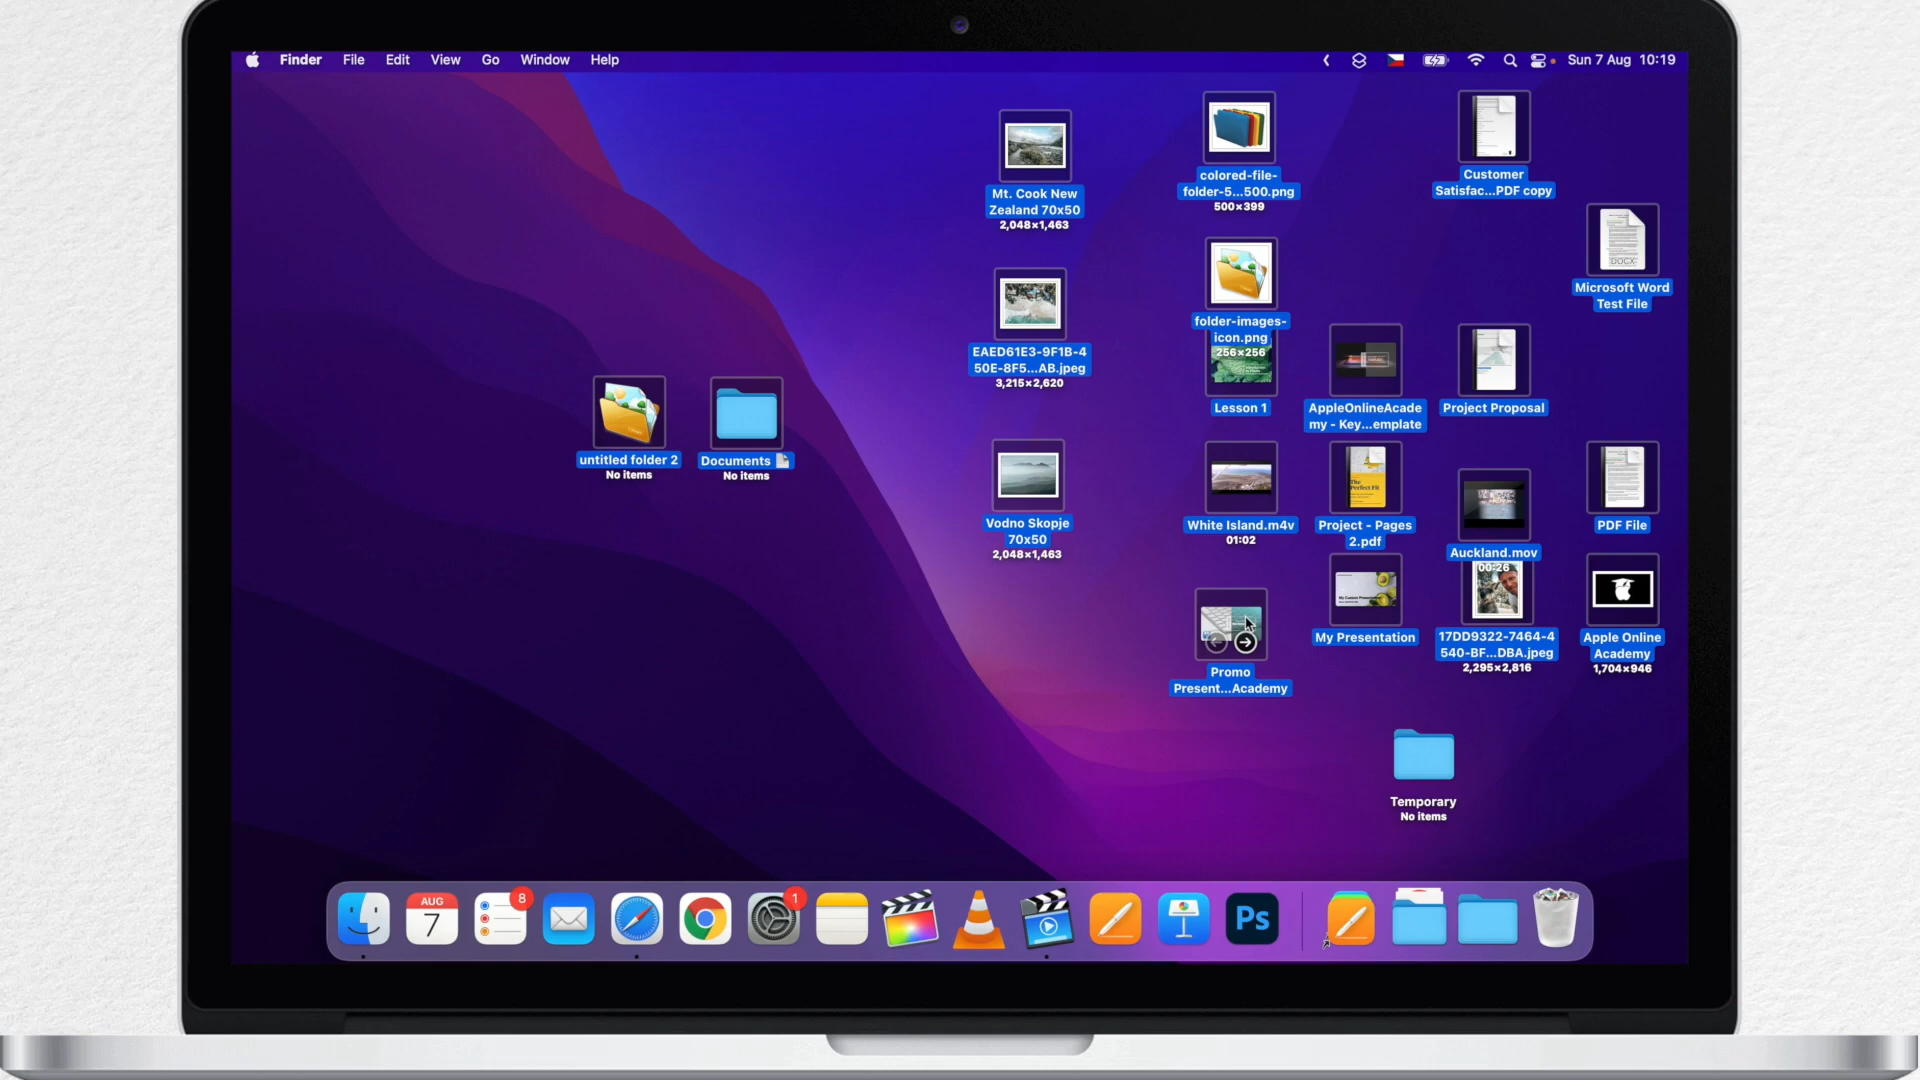 Finder File Edit View Go Window Help
Sun 7 Aug 10:19
Mt. Cook New
Zealand 70x50
2,048×1,463
colored-file-
folder-5...500.png
500×399
Customer
Satisfac...PDF copy
DOCX
Microsoft Word
Test File
EAED61E3-9F1B-4
50E-8F5...AB.jpeg
3,215×2,620
folder-images-
icon.png
256×256
Lesson 1
AppleOnlineAcade
my - Key...emplate
Project Proposal
untitled folder 2
No items
Documents
No items
Vodno Skopje
70x50
2,048×1,463
White Island.m4v
01:02
The
Perfect Fit
Project - Pages
2.pdf
Auckland.mov
00:26
PDF File
Promo
Present...Academy
My Presentation
17DD9322-7464-4
540-BF...DBA.jpeg
2,295×2,816
Apple Online
Academy
1,704×946
Temporary
No items
AUG
7
8
1
Ps